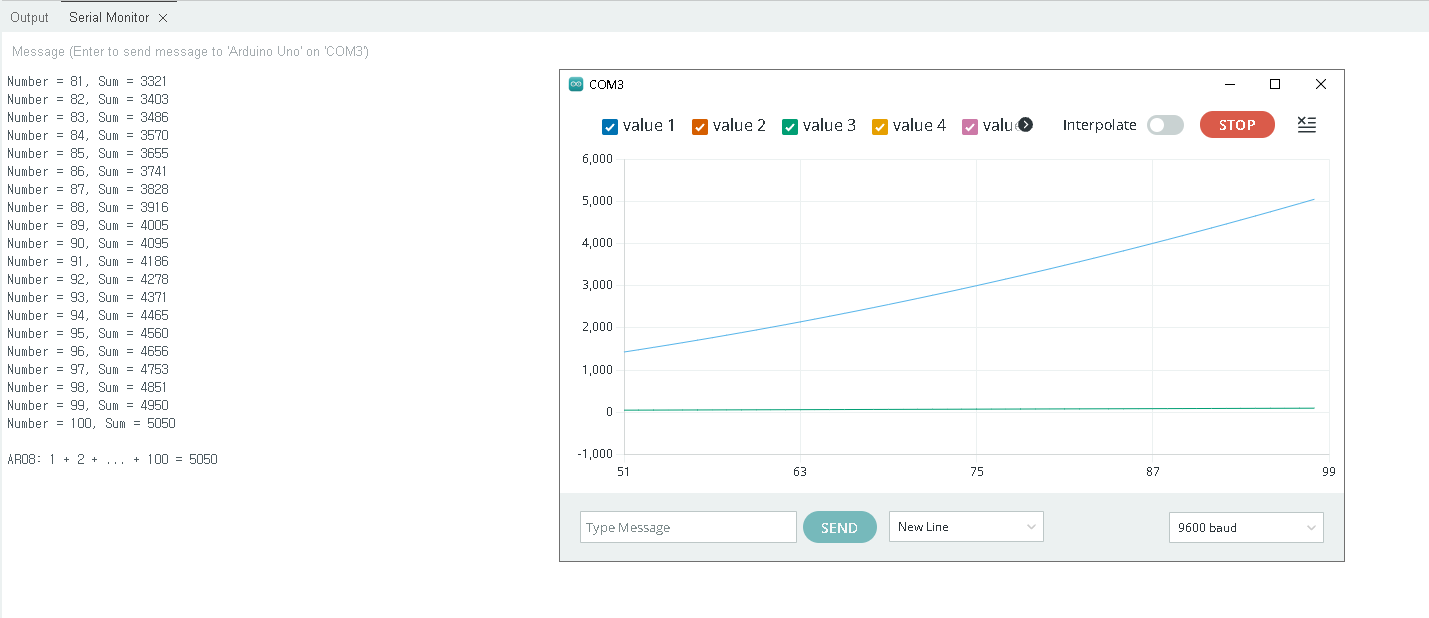 Output Serial Monitor
Message (Enter to send message to 'Arduino Uno' on 'COM3')
Number = 81, Sum = 3321
Number = 82, Sum = 3403
Number = 83, Sum = 3486
Number = 84, Sum = 3570
Number = 85, Sum = 3655
Number = 86, Sum = 3741
Number = 87, Sum = 3828
Number = 88, Sum = 3916
Number = 89, Sum = 4005
Number = 90, Sum = 4095
Number = 91, Sum = 4186
Number = 92, Sum = 4278
Number = 93, Sum = 4371
Number = 94, Sum = 4465
Number = 95, Sum = 4560
Number = 96, Sum = 4656
Number = 97, Sum = 4753
Number = 98, Sum = 4851
Number = 99, Sum = 4950
Number = 100, Sum = 5050
AR08: 1 + 2 + ... + 100 = 5050
COM3
value 1 value 2 value 3 value 4 valu Interpolate STOP
6,000
5,000
4,000
3,000
2,000
1,000
0
-1,000
51 63 75 87 99
Type Message SEND New Line 9600 baud